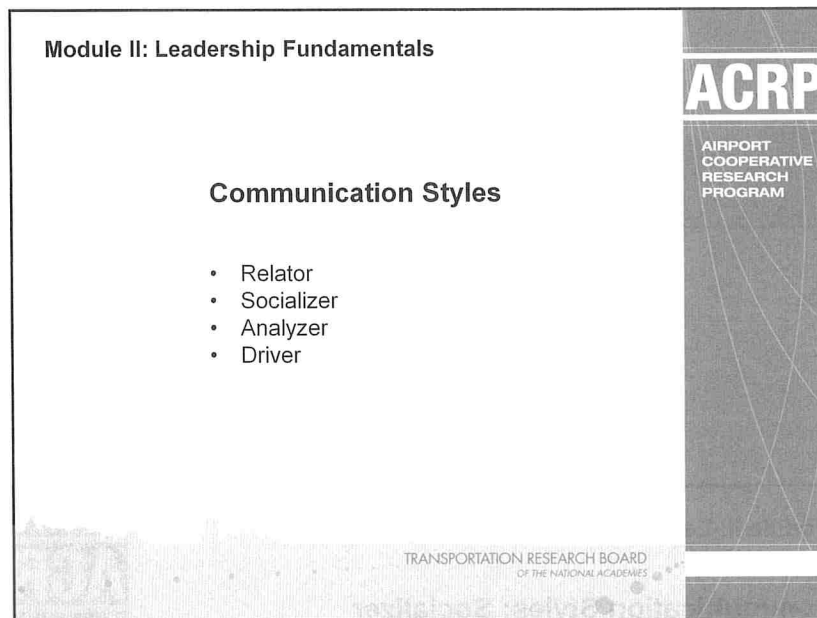 Module II: Leadership Fundamentals
ACRP
AIRPORT
COOPERATIVE
RESEARCH
PROGRAM
Communication Styles
• Relator
• Socializer
• Analyzer
• Driver
TRANSPORTATION RESEARCH BOARD
OF THE NATIONAL ACADEMIES